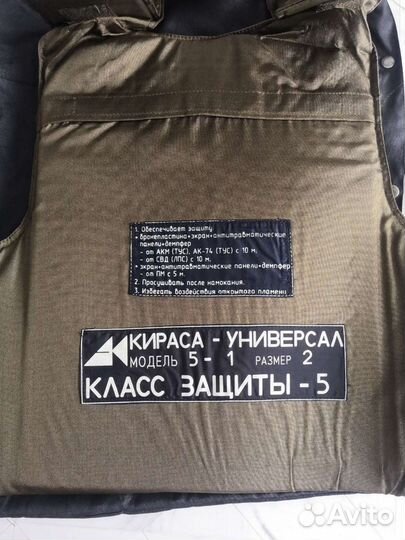 1. Обеспечивает защиту
• бронепластина+экран+антитравматические
панели+демпфер
- от АКМ (ТУС), АК-74 (ТУС) с 10 м.
- от СВД (ЛПС) с 10 м.
• экран+антитравматические панели+демпфер
- от ПМ с 5 м.
2. Просушивать после намокания.
3. Избегать воздействия открытого пламени
КИРАСА - УНИВЕРСАЛ
МОДЕЛЬ 5 - 1 РАЗМЕР 2
КЛАСС ЗАЩИТЫ - 5
Avito